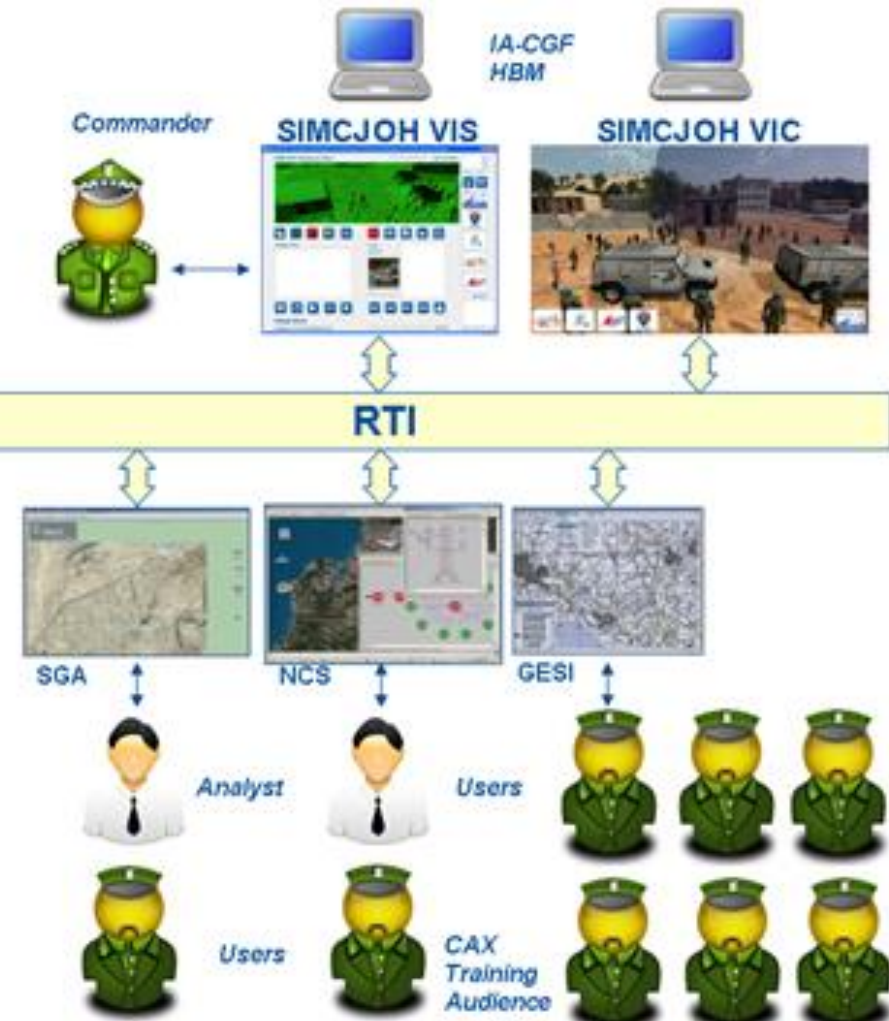 IA-CGF
HBM
Commander
SIMCJOH VIS
SIMCJOH VIC
RTI
SGA
NCS
GESI
Analyst
Users
Users
CAX
Training
Audience